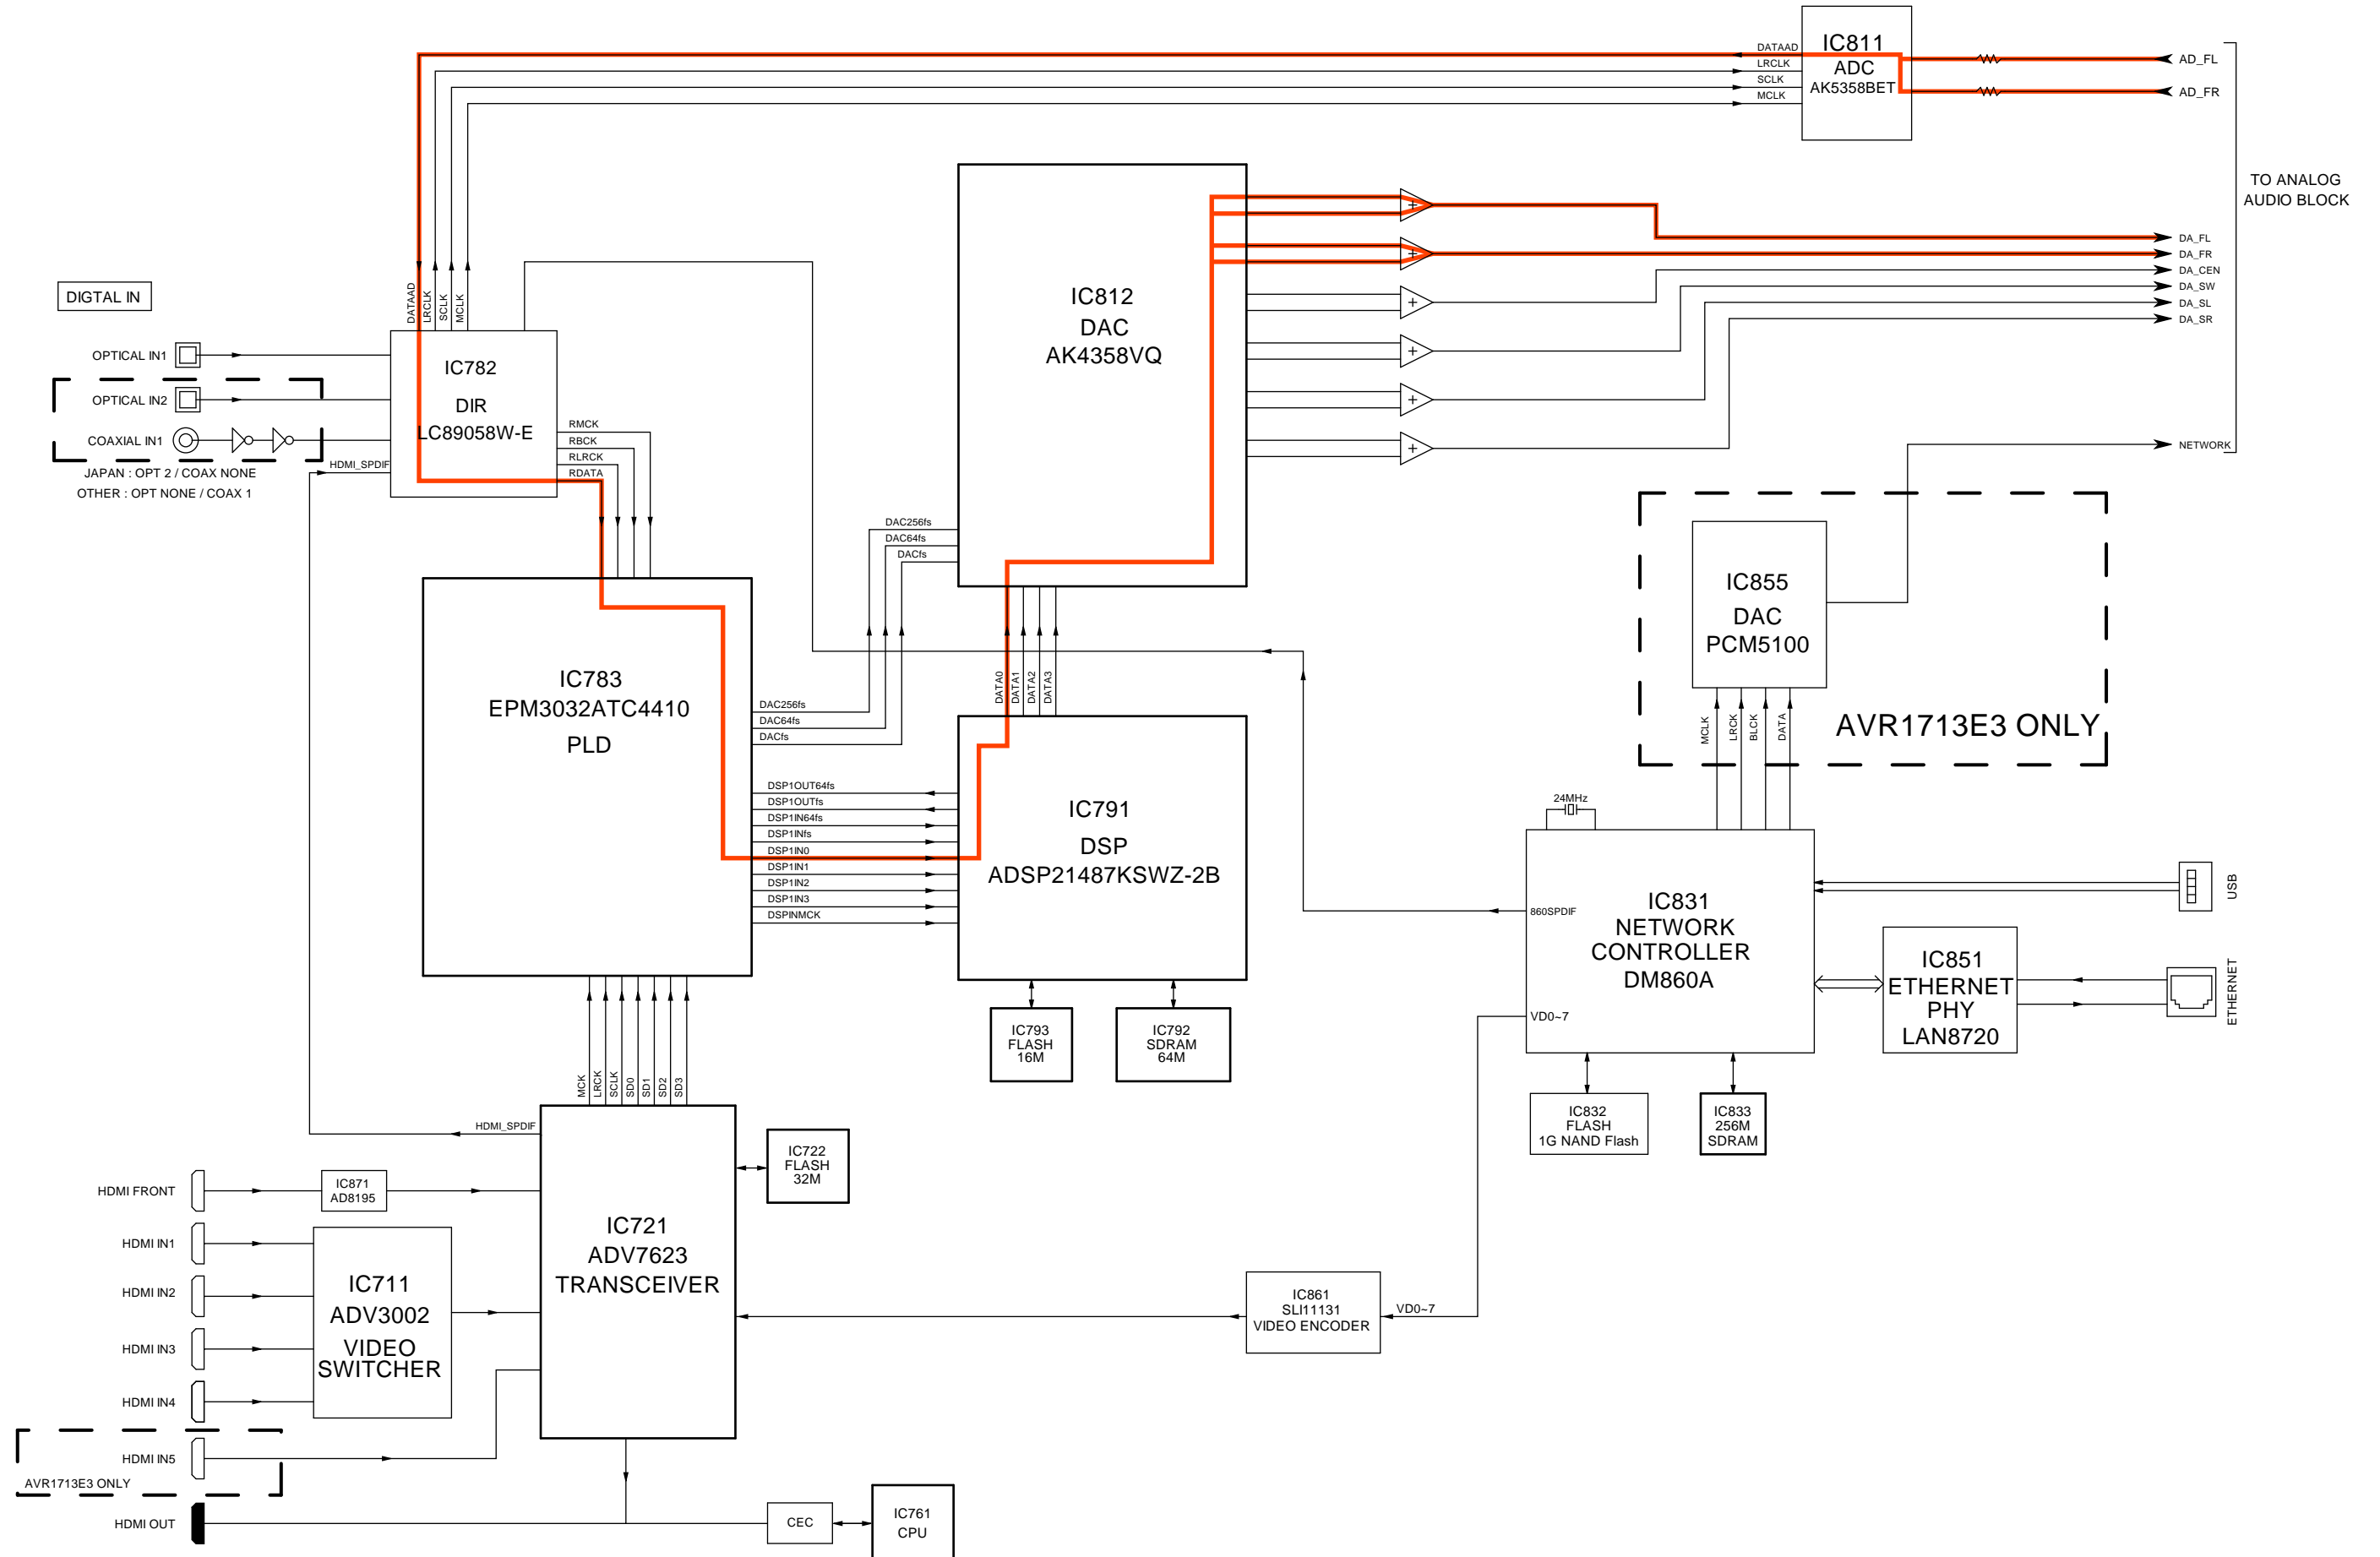 IC811
ADC
AK5358BET
DATAAD
LRCLK
SCLK
MCLK
AD_FL
AD_FR
TO ANALOG
AUDIO BLOCK
DA_FL
DA_FR
DA_CEN
DA_SW
DA_SL
DA_SR
NETWORK
IC812
DAC
AK4358VQ
DAC256fs
DAC64fs
DACfs
DIGTAL IN
OPTICAL IN1
OPTICAL IN2
COAXIAL IN1
JAPAN : OPT 2 / COAX NONE
OTHER : OPT NONE / COAX 1
HDMI_SPDIF
DATAAD
LRCLK
SCLK
MCLK
IC782
DIR
LC89058W-E
RMCK
RBCK
RLRCK
RDATA
IC783
EPM3032ATC4410
PLD
DAC256fs
DAC64fs
DACfs
DSP1OUT64fs
DSP1OUTfs
DSP1IN64fs
DSP1INfs
DSP1IN0
DSP1IN1
DSP1IN2
DSP1IN3
DSPINMCK
DATA0
DATA1
DATA2
DATA3
IC791
DSP
ADSP21487KSWZ-2B
IC793
FLASH
16M
IC792
SDRAM
64M
IC855
DAC
PCM5100
AVR1713E3 ONLY
MCLK
LRCK
BLCK
DATA
24MHz
860SPDIF
IC831
NETWORK
CONTROLLER
DM860A
VD0~7
USB
IC851
ETHERNET
PHY
LAN8720
ETHERNET
IC832
FLASH
1G NAND Flash
IC833
256M
SDRAM
MCK
LRCK
SCLK
SD0
SD1
SD2
SD3
HDMI_SPDIF
IC722
FLASH
32M
IC721
ADV7623
TRANSCEIVER
HDMI FRONT
IC871
AD8195
HDMI IN1
HDMI IN2
HDMI IN3
HDMI IN4
IC711
ADV3002
VIDEO
SWITCHER
IC861
SLI11131
VIDEO ENCODER
VD0~7
HDMI IN5
AVR1713E3 ONLY
HDMI OUT
CEC
IC761
CPU